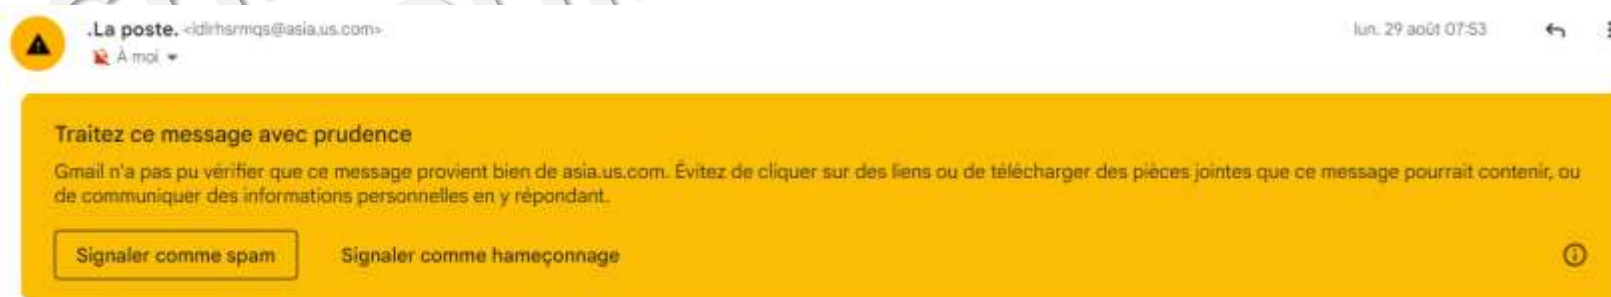 .La poste. <idlrhsrmqs@asia.us.com>
lun. 29 août 07:53
À moi
Traitez ce message avec prudence
Gmail n'a pas pu vérifier que ce message provient bien de asia.us.com. Évitez de cliquer sur des liens ou de télécharger des pièces jointes que ce message pourrait contenir, ou
de communiquer des informations personnelles en y répondant.
Signaler comme spam
Signaler comme hameçonnage